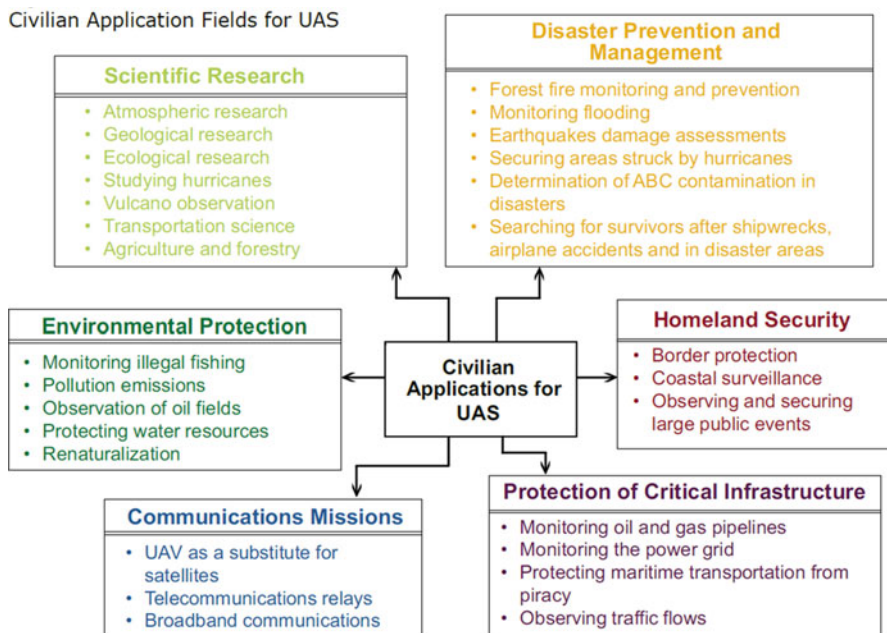 Civilian Application Fields for UAS
Scientific Research
• Atmospheric research
• Geological research
• Ecological research
• Studying hurricanes
• Vulcano observation
• Transportation science
• Agriculture and forestry
Disaster Prevention and
Management
• Forest fire monitoring and prevention
• Monitoring flooding
• Earthquakes damage assessments
• Securing areas struck by hurricanes
• Determination of ABC contamination in
disasters
• Searching for survivors after shipwrecks,
airplane accidents and in disaster areas
Environmental Protection
• Monitoring illegal fishing
• Pollution emissions
• Observation of oil fields
• Protecting water resources
• Renaturalization
Civilian
Applications for
UAS
Homeland Security
• Border protection
• Coastal surveillance
• Observing and securing
large public events
Communications Missions
• UAV as a substitute for
satellites
• Telecommunications relays
• Broadband communications
Protection of Critical Infrastructure
• Monitoring oil and gas pipelines
• Monitoring the power grid
• Protecting maritime transportation from
piracy
• Observing traffic flows